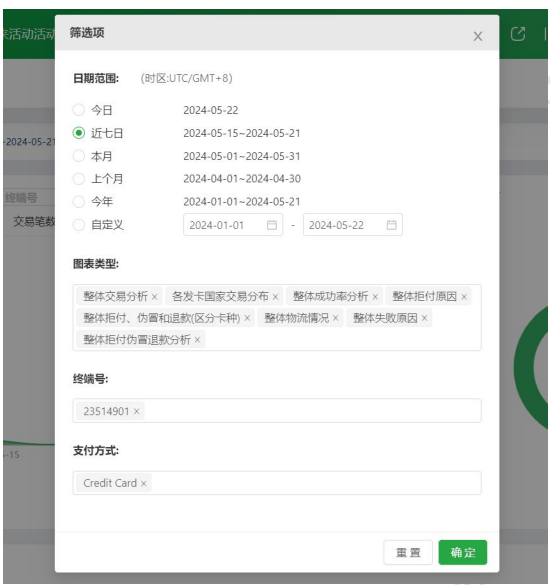 来活动活动
筛选项
日期范围: (时区:UTC/GMT+8)
今日 2024-05-22
近七日 2024-05-15~2024-05-21
-2024-05-21
本月 2024-05-01~2024-05-31
上个月 2024-04-01~2024-04-30
今年 2024-01-01~2024-05-21
终端号
自定义 2024-01-01 - 2024-05-22
交易笔数
图表类型:
整体交易分析 × 各发卡国家交易分布 × 整体成功率分析 × 整体拒付原因 ×
整体拒付、伪冒和退款(区分卡种) × 整体物流情况 × 整体失败原因 ×
整体拒付伪冒退款分析 ×
终端号:
23514901 ×
支付方式:
-15
Credit Card ×
重置 确定